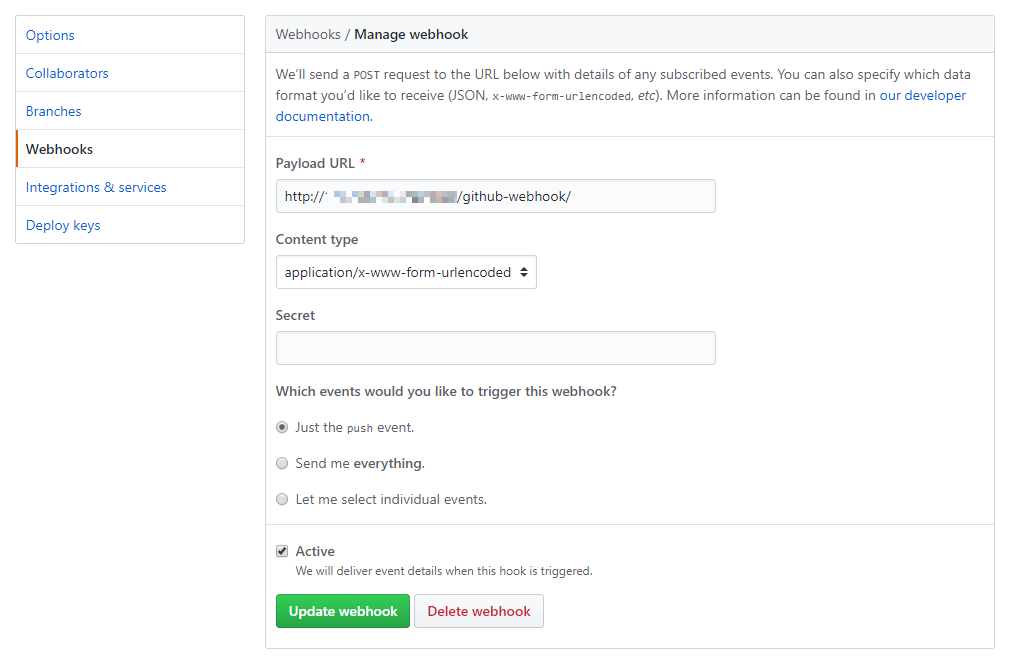 Options
Collaborators
Branches
Webhooks
Integrations & services
Deploy keys
Webhooks / Manage webhook
We'll send a POST request to the URL below with details of any subscribed events. You can also specify which data
format you'd like to receive (JSON, x-www-form-urlencoded, etc). More information can be found in our developer
documentation.
Payload URL *
http:// /github-webhook/
Content type
application/x-www-form-urlencoded
Secret
Which events would you like to trigger this webhook?
Just the push event.
Send me everything.
Let me select individual events.
Active
We will deliver event details when this hook is triggered.
Update webhook
Delete webhook